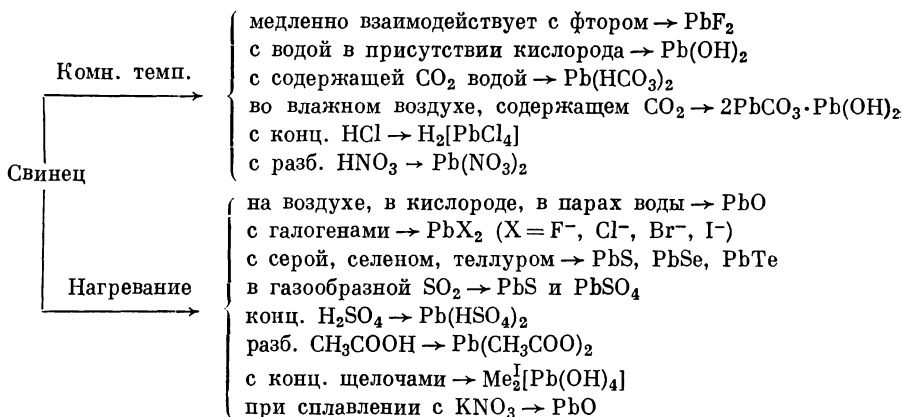 медленно взаимодействует с фтором → PbF₂
с водой в присутствии кислорода → Pb(OH)₂
Комн. темп.
с содержащей CO₂ водой → Pb(HCO₃)₂
во влажном воздухе, содержащем CO₂ → 2PbCO₃·Pb(OH)₂
с конц. HCl → H₂[PbCl₄]
с разб. HNO₃ → Pb(NO₃)₂
Свинец
на воздухе, в кислороде, в парах воды → PbO
с галогенами → PbX₂ (X = F⁻, Cl⁻, Br⁻, I⁻)
с серой, селеном, теллуром → PbS, PbSe, PbTe
Нагревание
в газообразной SO₂ → PbS и PbSO₄
конц. H₂SO₄ → Pb(HSO₄)₂
разб. CH₃COOH → Pb(CH₃COO)₂
с конц. щелочами → Me₂ᴵ[Pb(OH)₄]
при сплавлении с KNO₃ → PbO